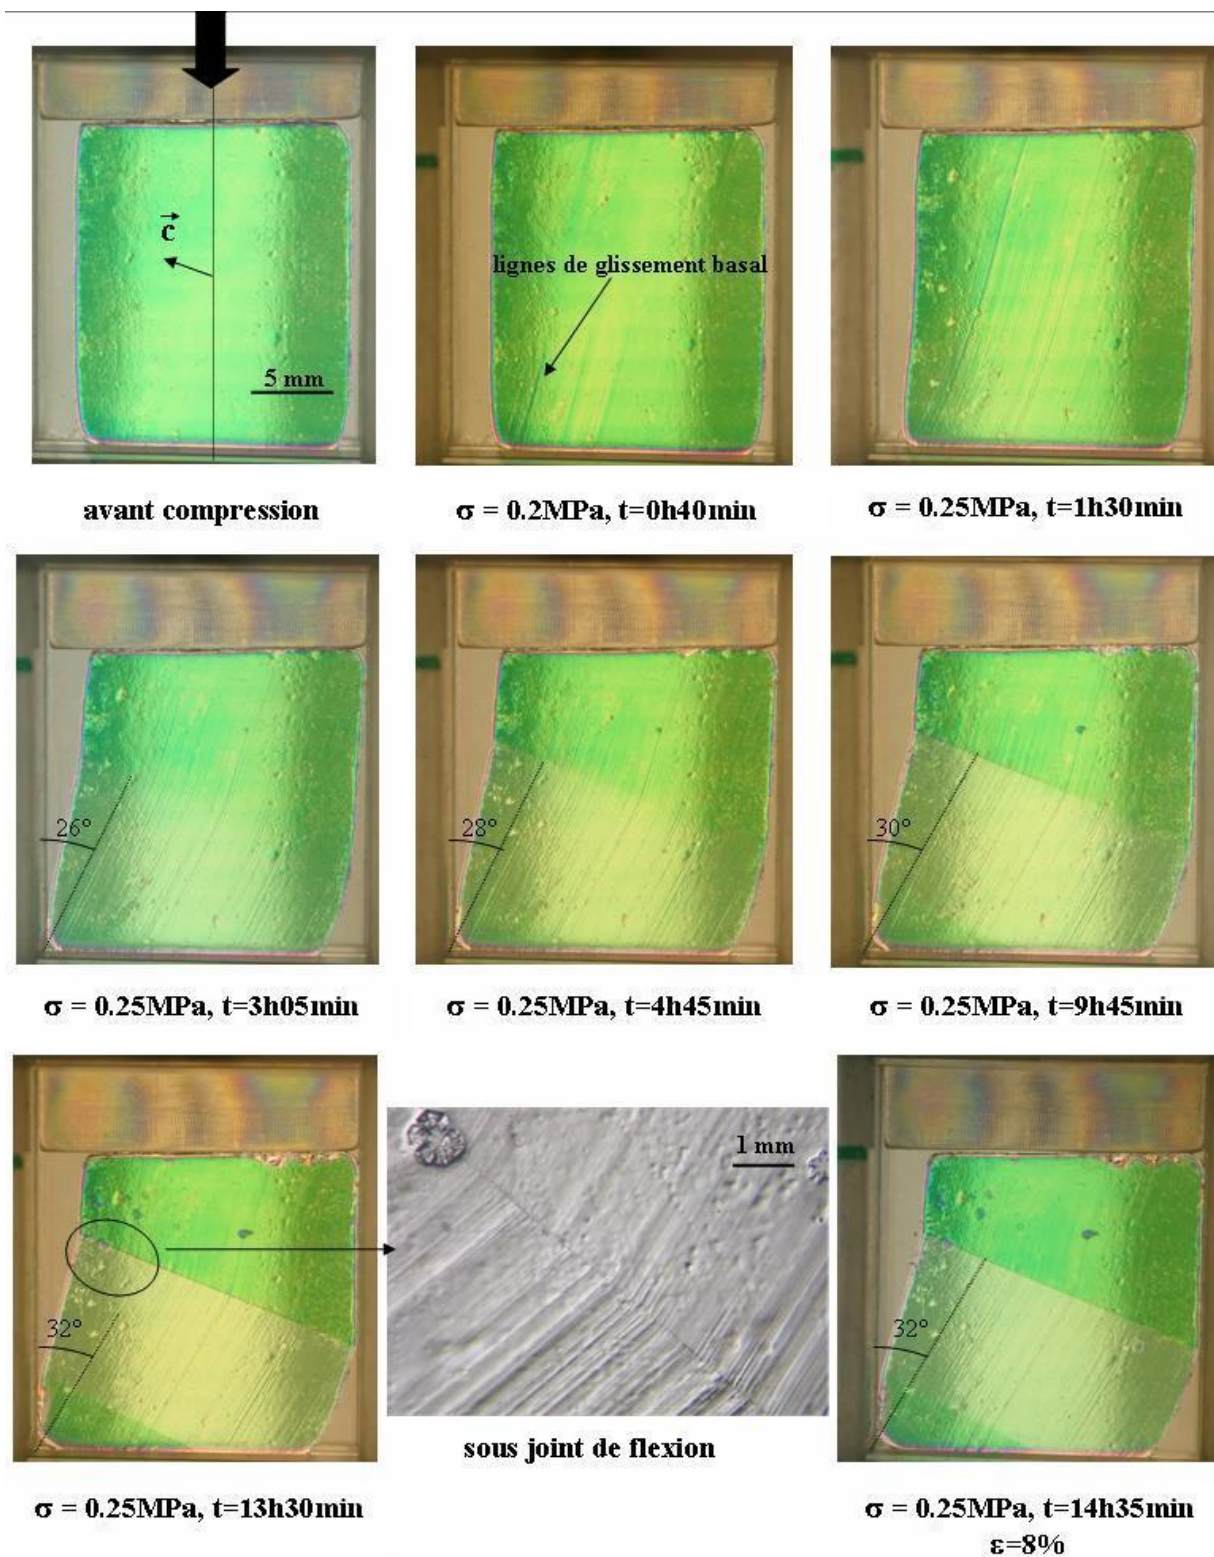 c
5 mm
lignes de glissement basal
avant compression
σ = 0.2MPa, t=0h40min
σ = 0.25MPa, t=1h30min
26°
28°
30°
σ = 0.25MPa, t=3h05min
σ = 0.25MPa, t=4h45min
σ = 0.25MPa, t=9h45min
32°
1 mm
32°
sous joint de flexion
σ = 0.25MPa, t=13h30min
σ = 0.25MPa, t=14h35min
ε=8%